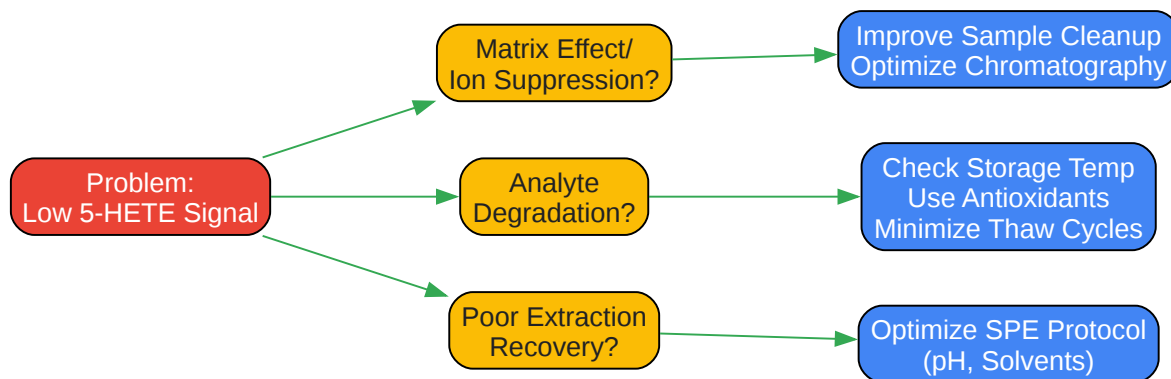 Problem:
Low 5-HETE Signal
Matrix Effect/
Ion Suppression?
Improve Sample Cleanup
Optimize Chromatography
Analyte
Degradation?
Check Storage Temp
Use Antioxidants
Minimize Thaw Cycles
Poor Extraction
Recovery?
Optimize SPE Protocol
(pH, Solvents)